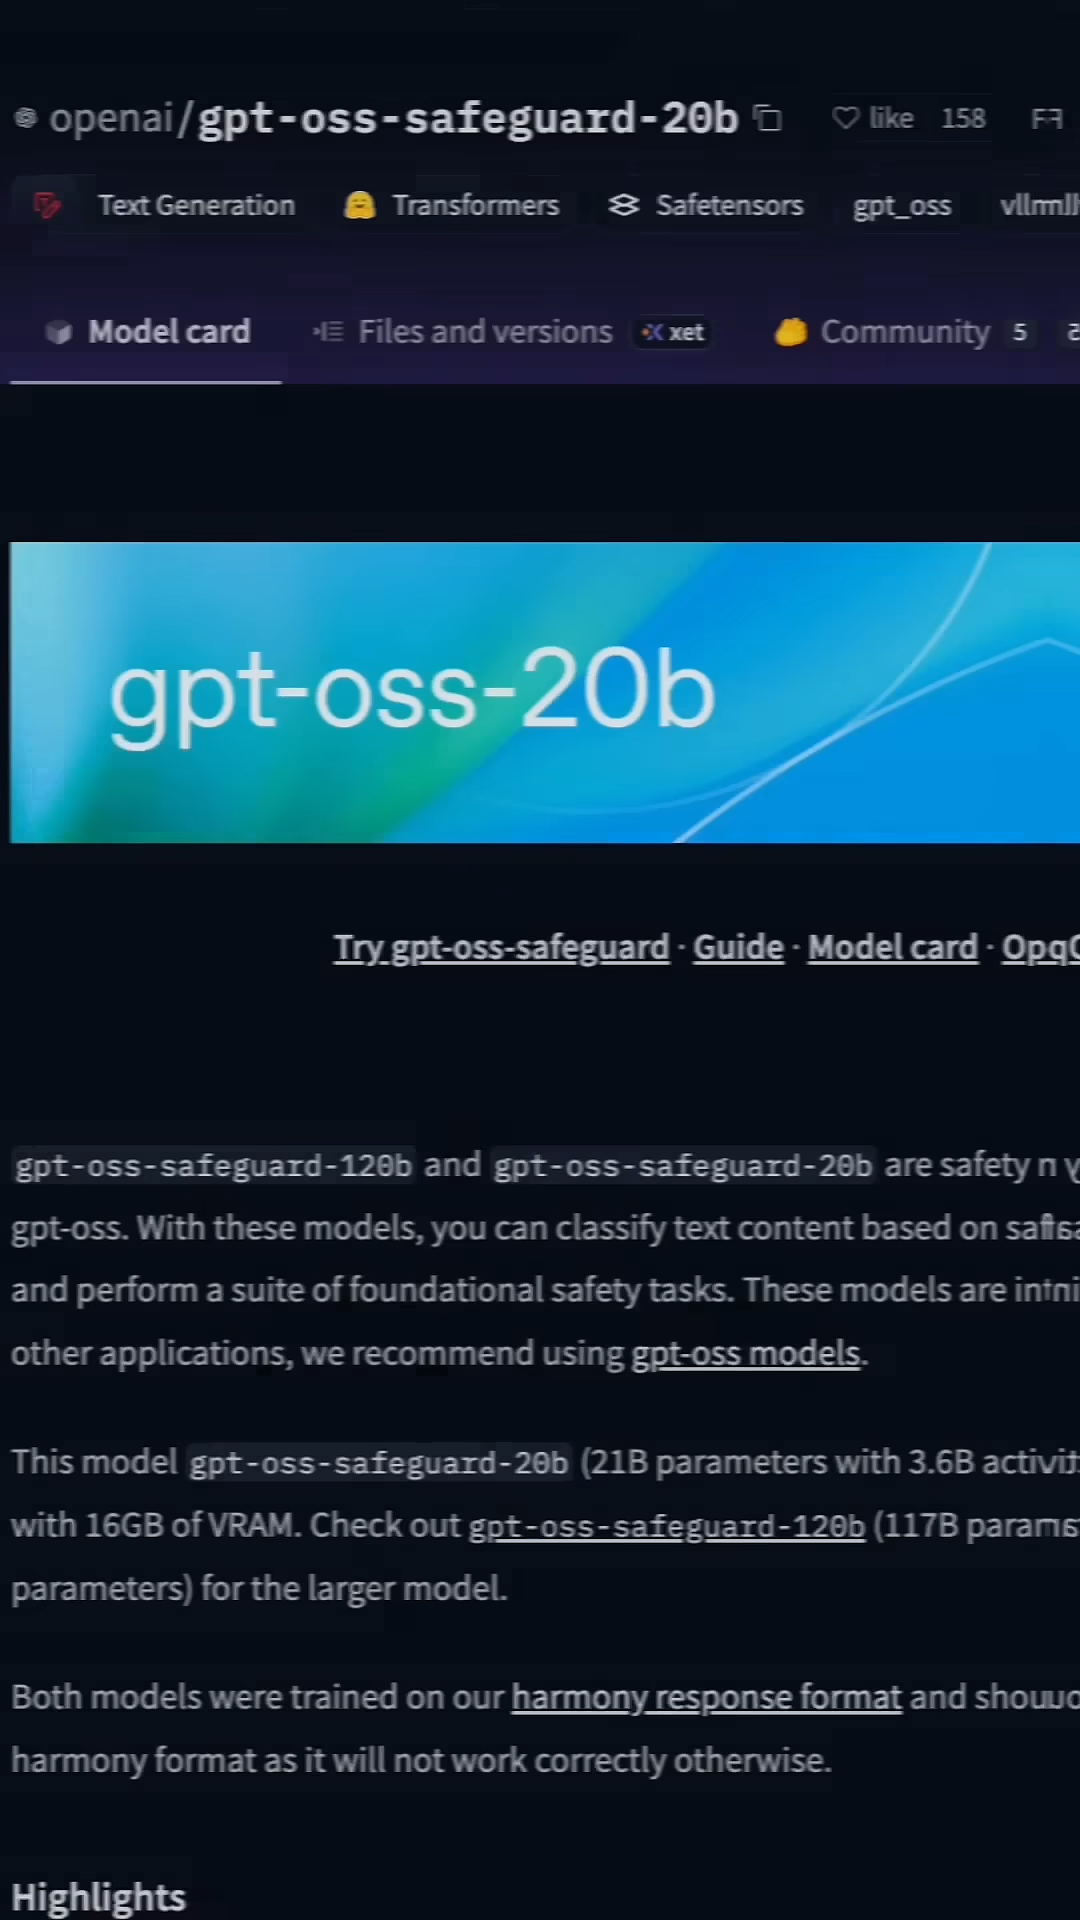 openai/gpt-oss-safeguard-20b like 158
Text Generation Transformers Safetensors gpt_oss
Model card Files and versions xet Community 5
gpt-oss-20b
Try gpt-oss-safeguard · Guide · Model card ·
gpt-oss-safeguard-120b and gpt-oss-safeguard-20b are safety
gpt-oss. With these models, you can classify text content based on
and perform a suite of foundational safety tasks. These models are
other applications, we recommend using gpt-oss models.
This model gpt-oss-safeguard-20b (21B parameters with 3.6B
with 16GB of VRAM. Check out gpt-oss-safeguard-120b (117B
parameters) for the larger model.
Both models were trained on our harmony response format and
harmony format as it will not work correctly otherwise.
Highlights